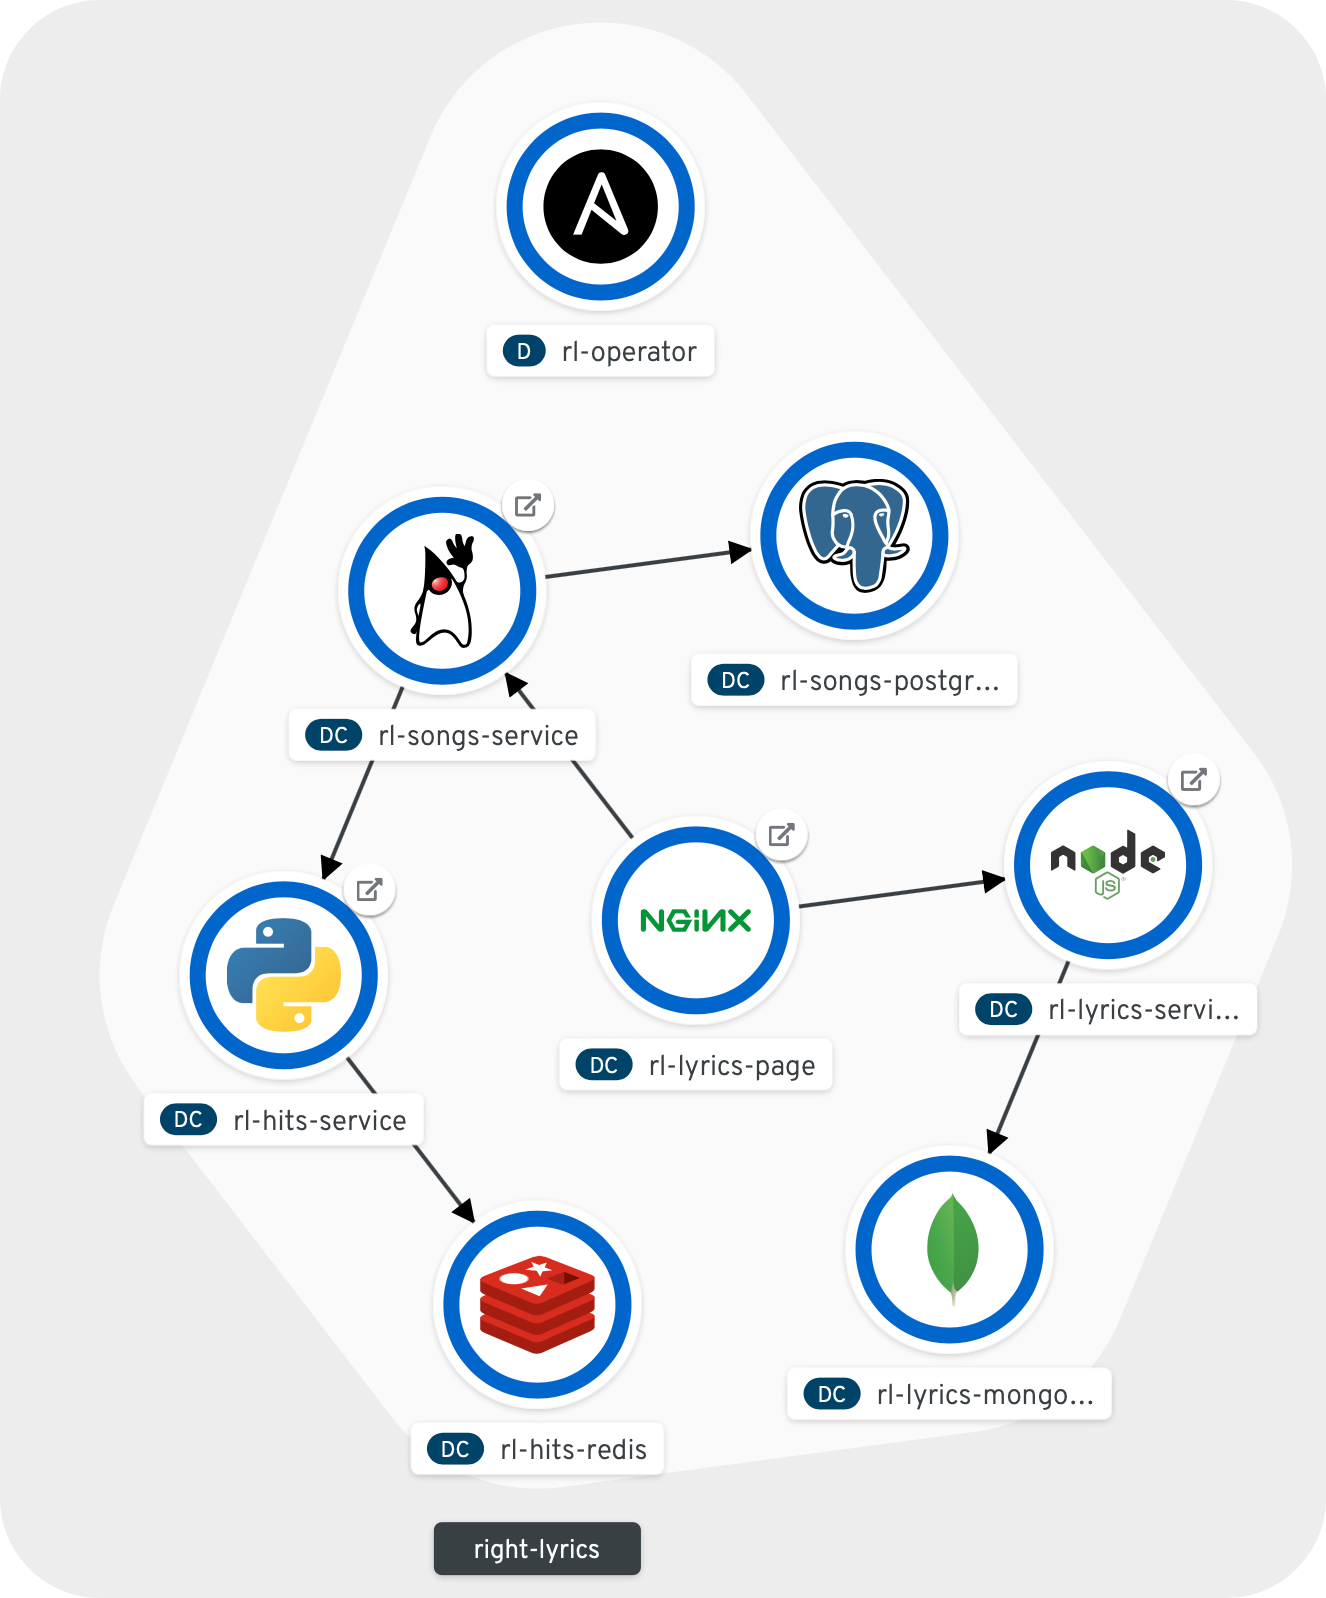 D rl-operator
DC rl-songs-postgr...
DC rl-songs-service
node
JS
NGINX
DC rl-lyrics-servi...
DC rl-lyrics-page
DC rl-hits-service
DC rl-lyrics-mongo...
DC rl-hits-redis
right-lyrics